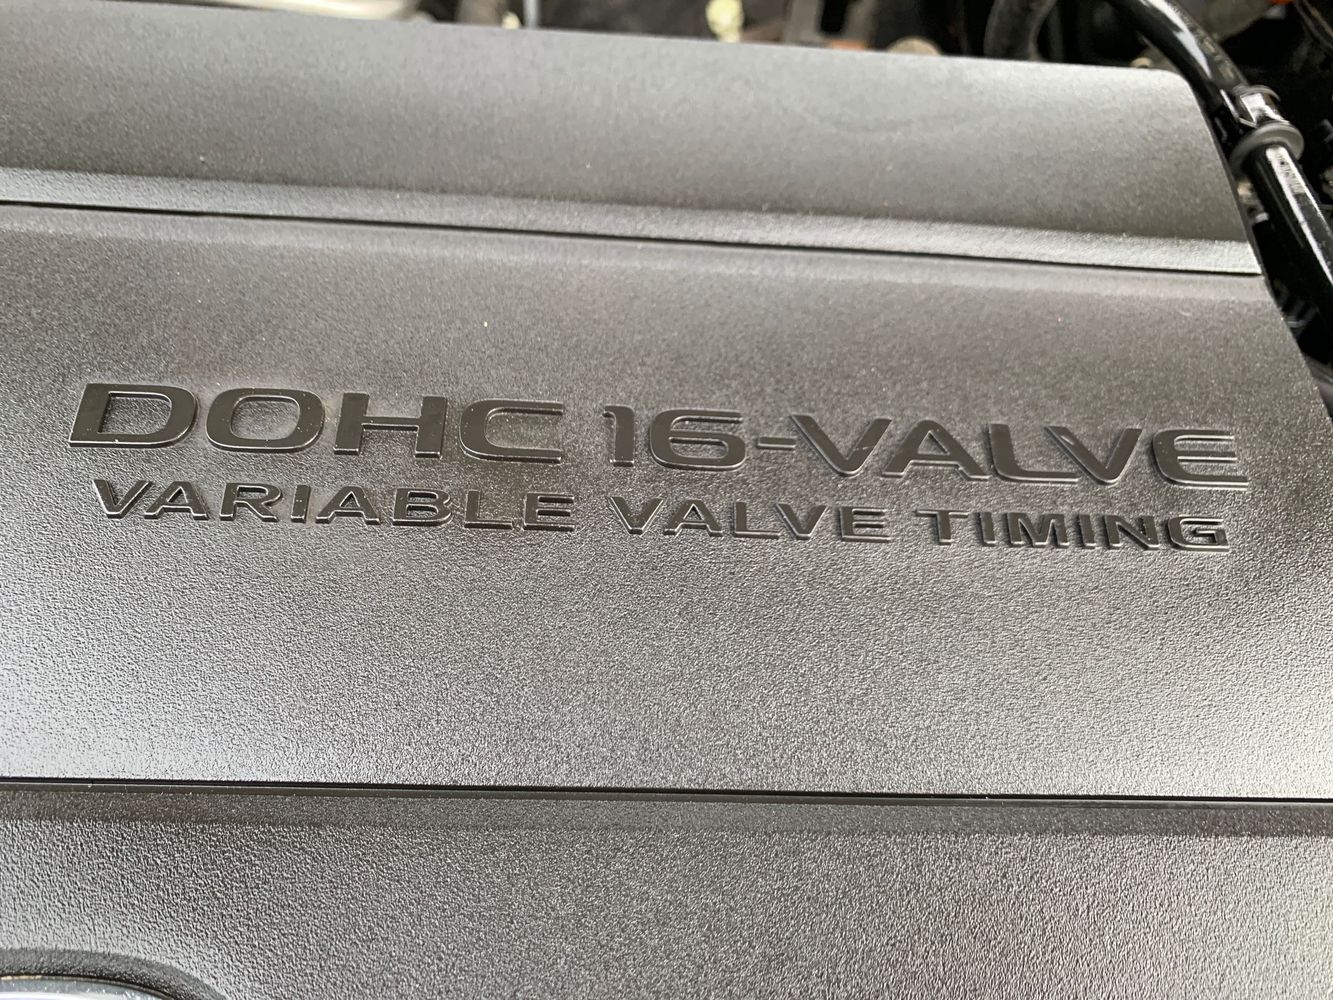 DOHC 16-VALVE
VARIABLE VALVE TIMING